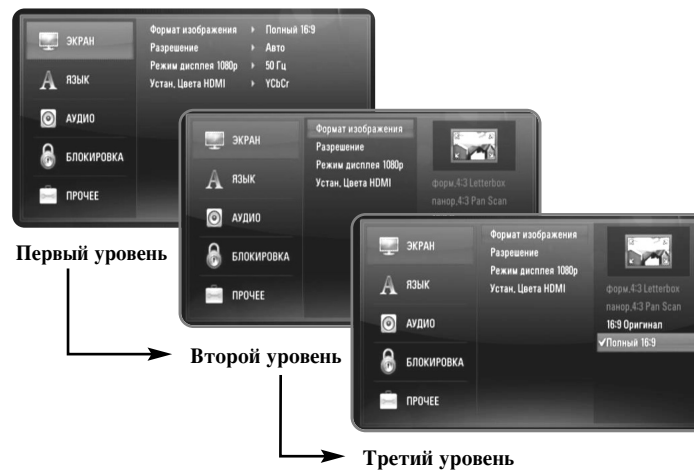 ЭКРАН
ЯЗЫК
АУДИО
БЛОКИРОВКА
ПРОЧЕЕ
Формат изображения Полный 16:9
Разрешение Авто
Режим дисплея 1080p 50 Гц
Устан. Цвета HDMI YCbCr
Первый уровень
ЭКРАН
ЯЗЫК
АУДИО
БЛОКИРОВКА
ПРОЧЕЕ
Формат изображения
Разрешение
Режим дисплея 1080p
Устан. Цвета HDMI
форм.4:3 Letterbox
панор.4:3 Pan Scan
Второй уровень
ЭКРАН
ЯЗЫК
АУДИО
БЛОКИРОВКА
ПРОЧЕЕ
Формат изображения
Разрешение
Режим дисплея 1080p
Устан. Цвета HDMI
форм.4:3 Letterbox
панор.4:3 Pan Scan
16:9 Оригинал
✓Полный 16:9
Третий уровень